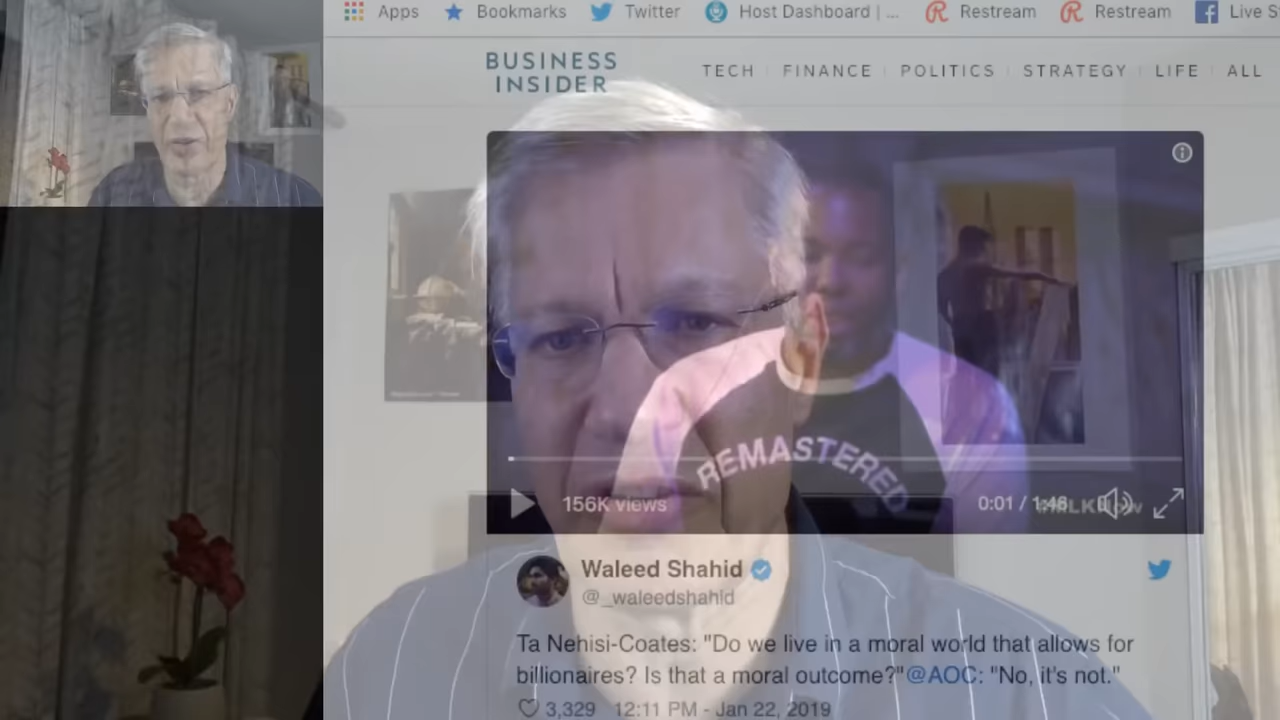 Apps Bookmarks Twitter Host Dashboard | ... Restream Restream Live S
BUSINESS
INSIDER
TECH FINANCE POLITICS STRATEGY LIFE ALL
REMASTERED
156K views 0:01 / 1:46
Waleed Shahid
@_waleedshahid
Ta Nehisi-Coates: "Do we live in a moral world that allows for
billionaires? Is that a moral outcome?"@AOC: "No, it's not."
3,329 12:11 PM - Jan 22, 2019